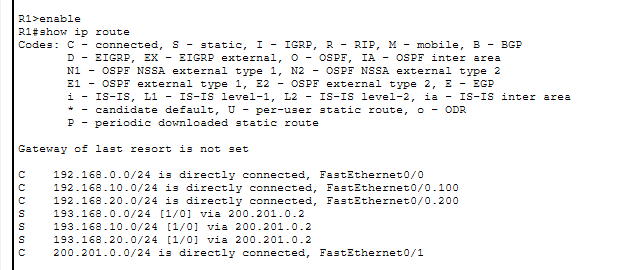 R1>enable
R1#show ip route
Codes: C - connected, S - static, I - IGRP, R - RIP, M - mobile, B - BGP
       D - EIGRP, EX - EIGRP external, O - OSPF, IA - OSPF inter area
       N1 - OSPF NSSA external type 1, N2 - OSPF NSSA external type 2
       E1 - OSPF external type 1, E2 - OSPF external type 2, E - EGP
       i - IS-IS, L1 - IS-IS level-1, L2 - IS-IS level-2, ia - IS-IS inter area
       * - candidate default, U - per-user static route, o - ODR
       P - periodic downloaded static route
Gateway of last resort is not set
C    192.168.0.0/24 is directly connected, FastEthernet0/0
C    192.168.10.0/24 is directly connected, FastEthernet0/0.100
C    192.168.20.0/24 is directly connected, FastEthernet0/0.200
S    193.168.0.0/24 [1/0] via 200.201.0.2
S    193.168.10.0/24 [1/0] via 200.201.0.2
S    193.168.20.0/24 [1/0] via 200.201.0.2
C    200.201.0.0/24 is directly connected, FastEthernet0/1